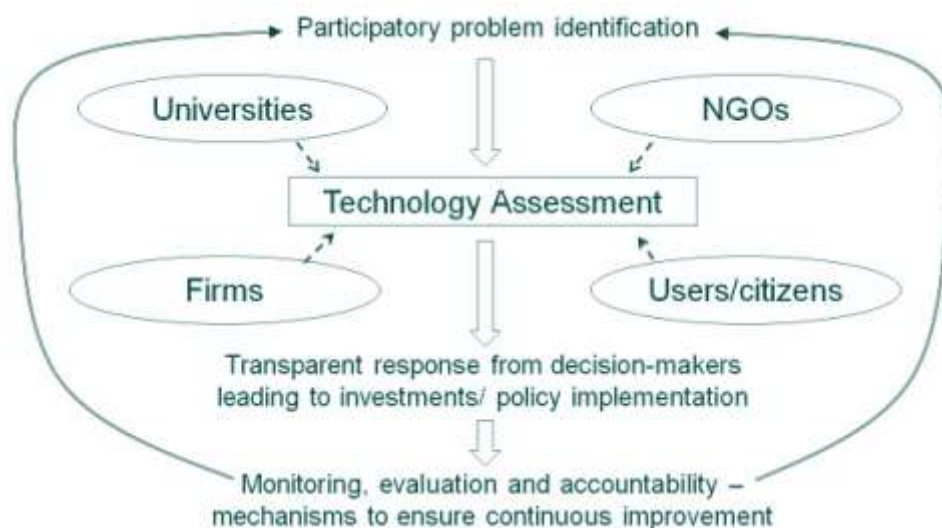 Participatory problem identification
Universities
NGOs
Technology Assessment
Firms
Users/citizens
Transparent response from decision-makers
leading to investments/ policy implementation
Monitoring, evaluation and accountability –
mechanisms to ensure continuous improvement